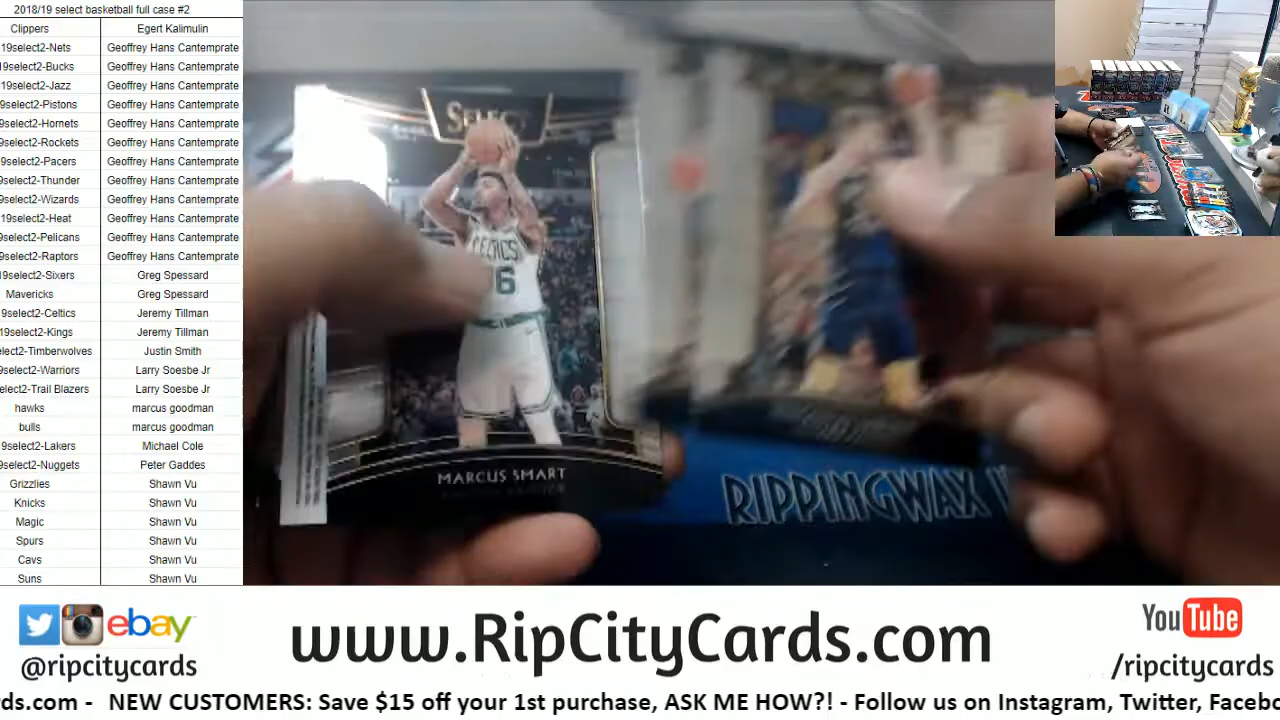 2018/19 select basketball full case #2
Clippers Egert Kalimulin
19select2-Nets Geoffrey Hans Cantemprate
19select2-Bucks Geoffrey Hans Cantemprate
19select2-Jazz Geoffrey Hans Cantemprate
9select2-Pistons Geoffrey Hans Cantemprate
9select2-Hornets Geoffrey Hans Cantemprate
9select2-Rockets Geoffrey Hans Cantemprate
19select2-Pacers Geoffrey Hans Cantemprate
9select2-Thunder Geoffrey Hans Cantemprate
9select2-Wizards Geoffrey Hans Cantemprate
19select2-Heat Geoffrey Hans Cantemprate
9select2-Pelicans Geoffrey Hans Cantemprate
9select2-Raptors Geoffrey Hans Cantemprate
19select2-Sixers Greg Spessard
Mavericks Greg Spessard
9select2-Celtics Jeremy Tillman
19select2-Kings Jeremy Tillman
elect2-Timberwolves Justin Smith
select2-Warriors Larry Soesbe Jr
elect2-Trail Blazers Larry Soesbe Jr
hawks marcus goodman
bulls marcus goodman
9select2-Lakers Michael Cole
9select2-Nuggets Peter Gaddes
Grizzlies Shawn Vu
Knicks Shawn Vu
Magic Shawn Vu
Spurs Shawn Vu
Cavs Shawn Vu
Suns Shawn Vu
SELECT
CELTICS
36
MARCUS SMART
RIPPINGWAX
ebay
@ripcitycards
www.RipCityCards.com
YouTube
/ripcitycards
ds.com - NEW CUSTOMERS: Save $15 off your 1st purchase, ASK ME HOW?! - Follow us on Instagram, Twitter, Facebo